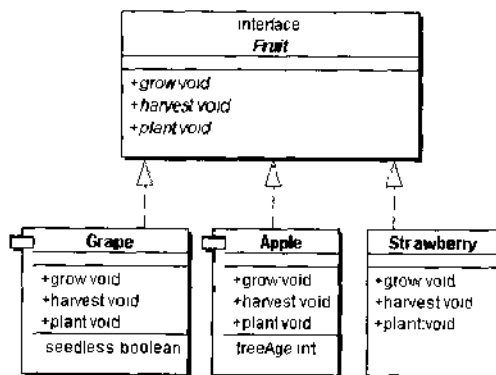 interface
Fruit
+grow:void
+harvest:void
+plant:void
Grape
+grow:void
+harvest:void
+plant:void
seedless boolean
Apple
+grow:void
+harvest:void
+plant:void
treeAge int
Strawberry
+grow:void
+harvest:void
+plant:void